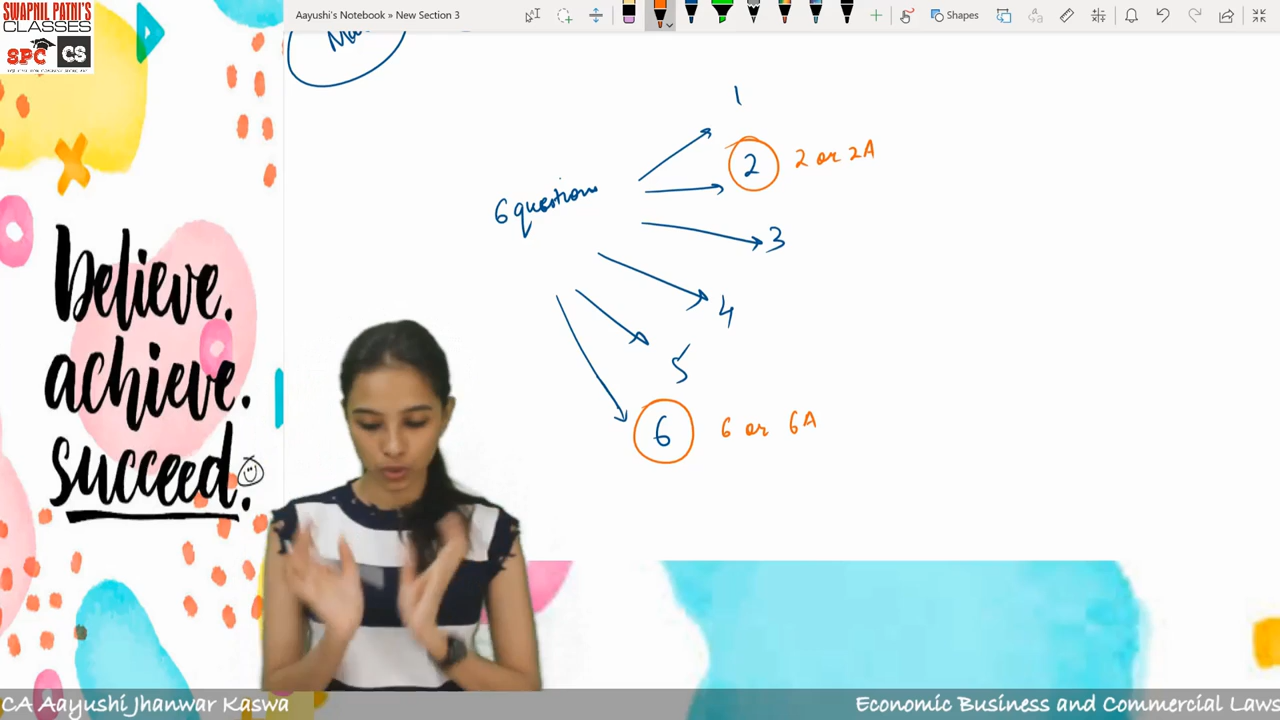 SWAPNIL PATNI'S
CLASSES
SPC CS
Aayushi's Notebook » New Section 3
Shapes
1
2 2 or 2A
6 questions
3
4
5
6 6 or 6A
Believe.
achieve.
succeed.
CA Aayushi Jhanwar Kaswa
Economic Business and Commercial Laws